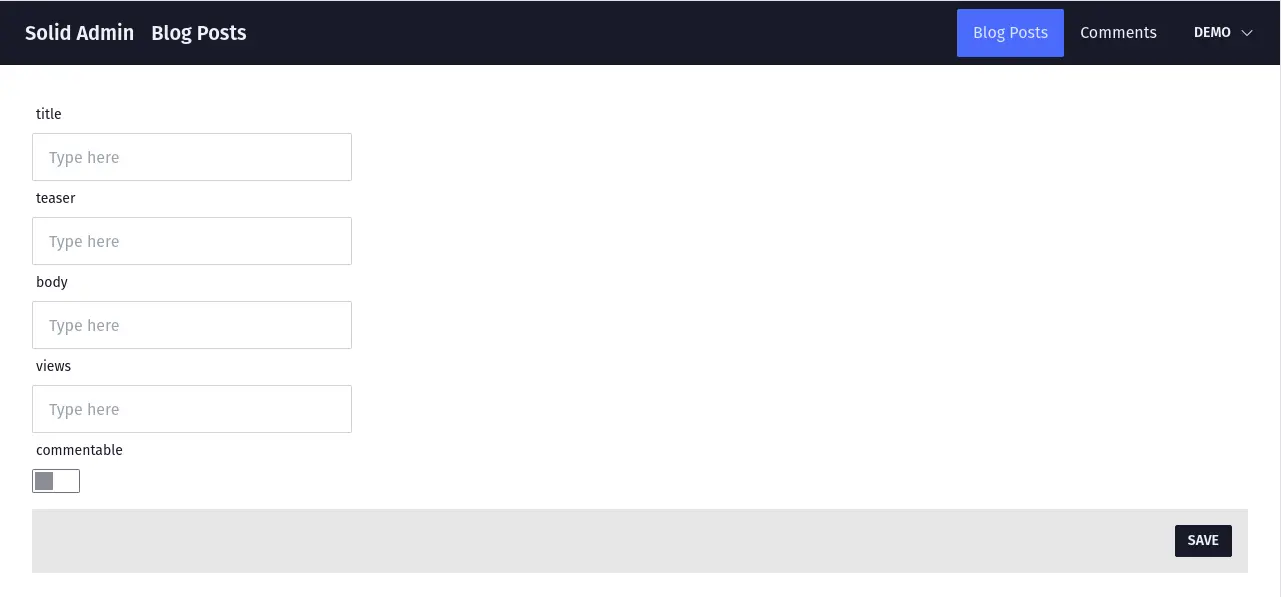 Solid Admin Blog Posts Blog Posts Comments DEMO
title
Type here
teaser
Type here
body
Type here
views
Type here
commentable
SAVE